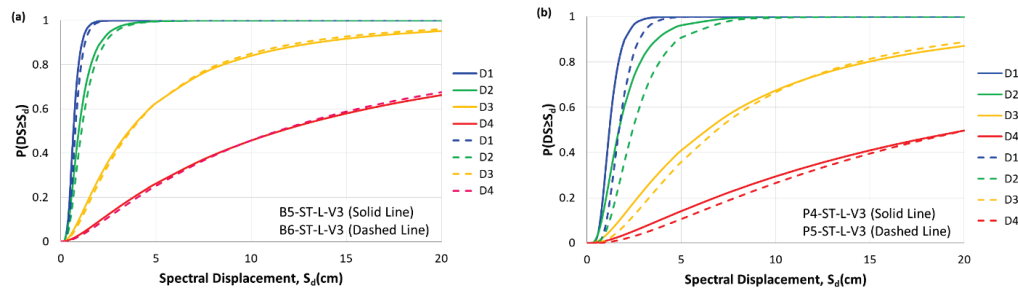 (a)
P(DS≥Sd)
1
0.8
0.6
0.4
0.2
0
0
5
10
15
20
Spectral Displacement, Sd(cm)
B5-ST-L-V3 (Solid Line)
B6-ST-L-V3 (Dashed Line)
D1
D2
D3
D4
D1
D2
D3
D4
(b)
P(DS≥Sd)
1
0.8
0.6
0.4
0.2
0
0
5
10
15
20
Spectral Displacement, Sd(cm)
P4-ST-L-V3 (Solid Line)
P5-ST-L-V3 (Dashed Line)
D1
D2
D3
D4
D1
D2
D3
D4